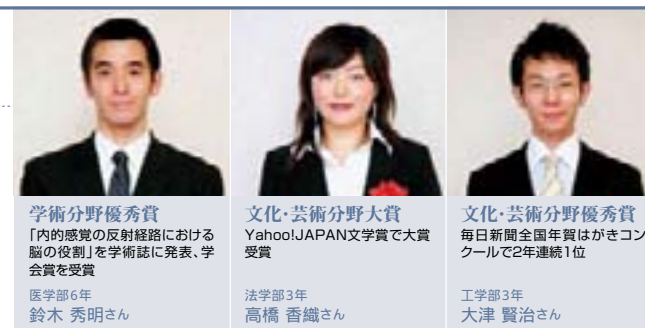 学術分野優秀賞
「内的感覚の反射経路における
脳の役割」を学術誌に発表、学
会賞を受賞
医学部6年
鈴木 秀明さん
文化・芸術分野大賞
Yahoo!JAPAN文学賞で大賞
受賞
法学部3年
高橋 香織さん
文化・芸術分野優秀賞
毎日新聞全国年賀はがきコン
クールで2年連続1位
工学部3年
大津 賢治さん